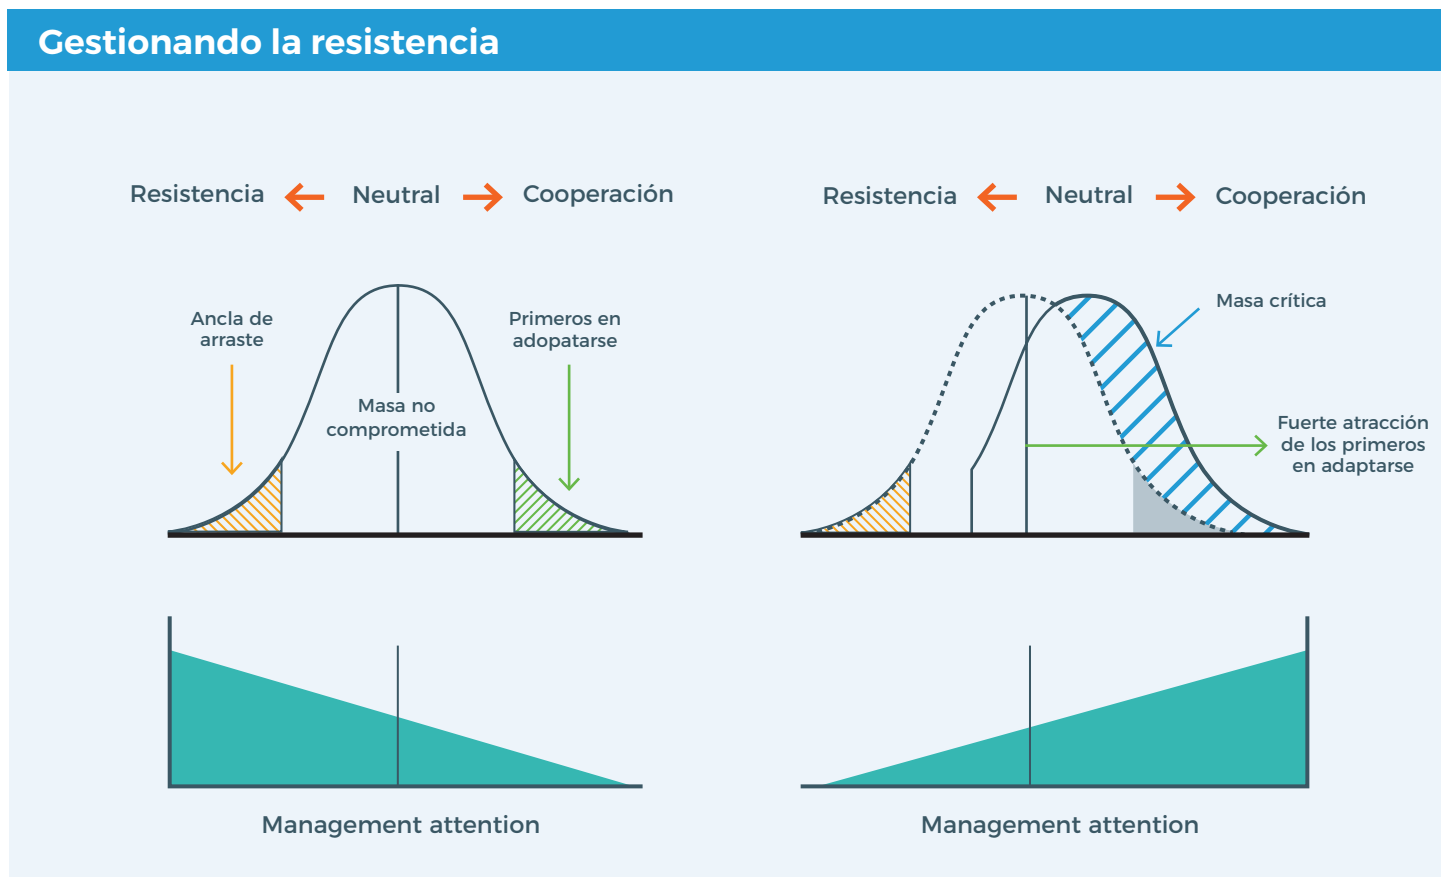 Gestionando la resistencia
Resistencia Neutral Cooperación
Ancla de
arraste
Primeros en
adopatarse
Masa no
comprometida
Management attention
Resistencia Neutral Cooperación
Masa crítica
Fuerte atracción
de los primeros
en adaptarse
Management attention